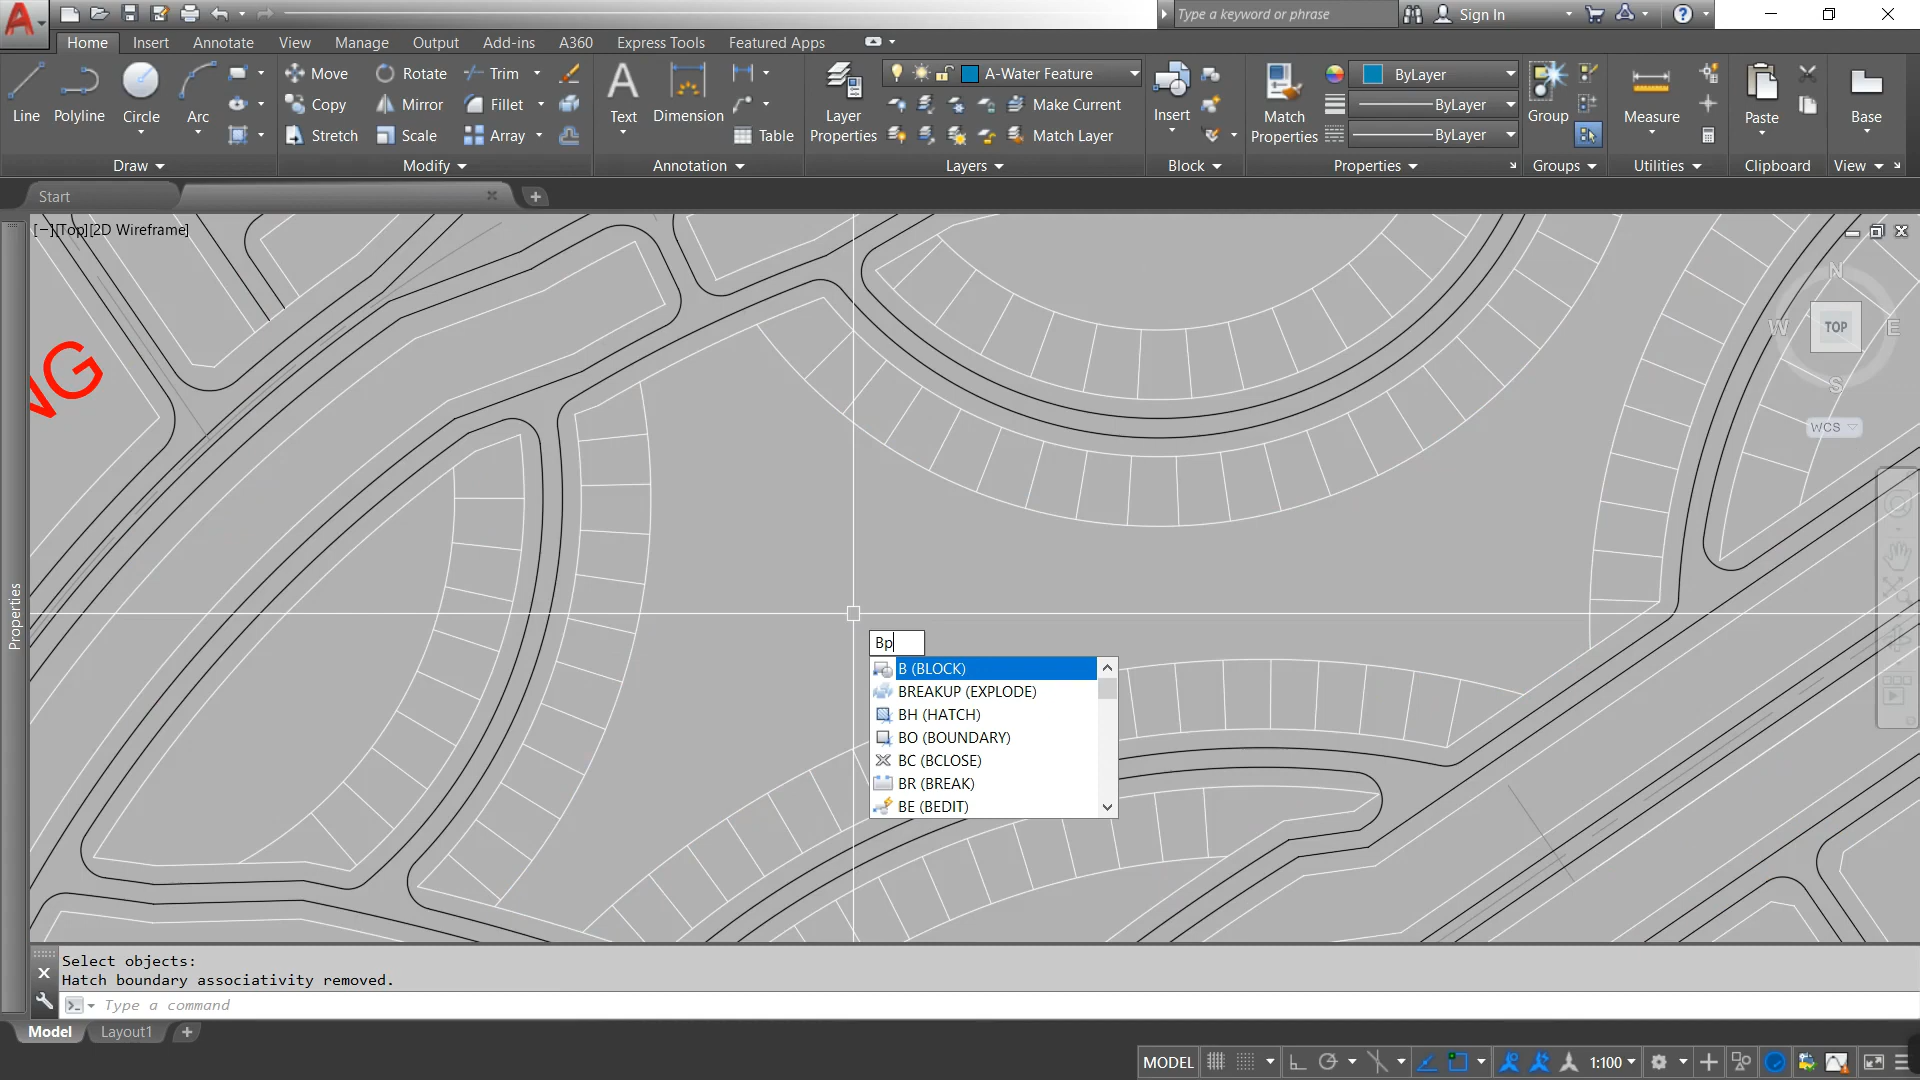 Type a keyword or phrase
Sign In
Home Insert Annotate View Manage Output Add-ins A360 Express Tools Featured Apps
Line Polyline Circle Arc
Move Rotate Trim
Copy Mirror Fillet
Stretch Scale Array
Text Dimension Table
Layer Properties
A-Water Feature
Make Current
Match Layer
Insert
Match Properties
ByLayer
ByLayer
ByLayer
Group
Measure
Paste
Base
Draw Modify Annotation Layers Block Properties Groups Utilities Clipboard View
Start
[−][Top][2D Wireframe]
N
W TOP E
S
WCS
NG
Properties
Bp
B (BLOCK)
BREAKUP (EXPLODE)
BH (HATCH)
BO (BOUNDARY)
BC (BCLOSE)
BR (BREAK)
BE (BEDIT)
Select objects:
Hatch boundary associativity removed.
Type a command
Model Layout1
MODEL 1:100